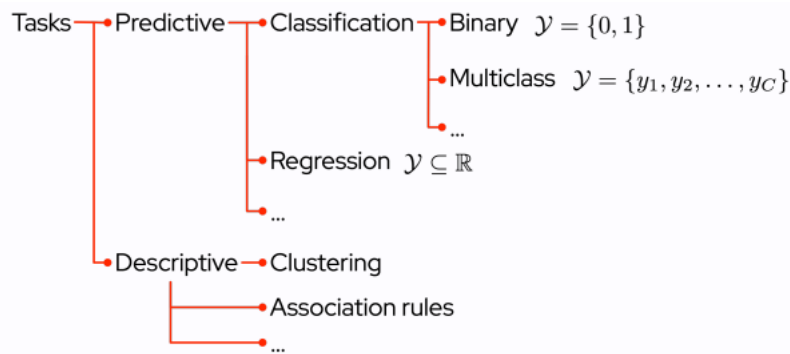 Tasks Predictive Classification Binary 𝒴 = {0, 1}
Multiclass 𝒴 = {y₁, y₂, . . . , y_C}
...
Regression 𝒴 ⊆ ℝ
...
Descriptive Clustering
Association rules
...